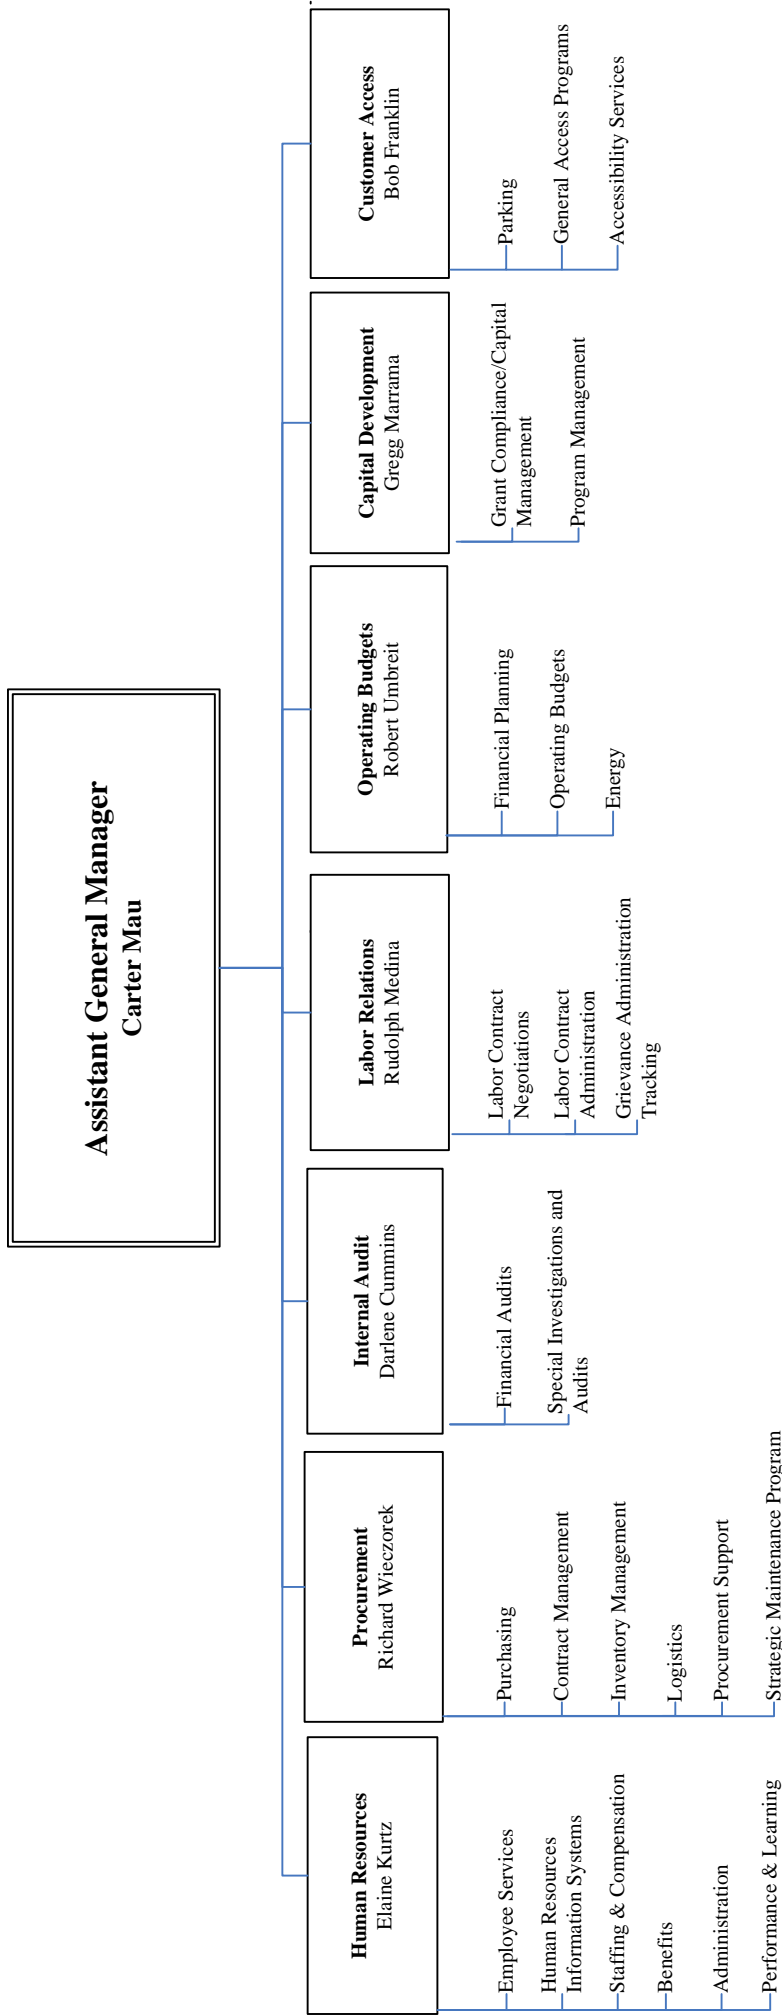 Assistant General Manager
Carter Mau
Human Resources
Elaine Kurtz
Employee Services
Human Resources
Information Systems
Staffing & Compensation
Benefits
Administration
Performance & Learning
Procurement
Richard Wieczorek
Purchasing
Contract Management
Inventory Management
Logistics
Procurement Support
Strategic Maintenance Program
Internal Audit
Darlene Cummins
Financial Audits
Special Investigations and
Audits
Labor Relations
Rudolph Medina
Labor Contract
Negotiations
Labor Contract
Administration
Grievance Administration
Tracking
Operating Budgets
Robert Umbreit
Financial Planning
Operating Budgets
Energy
Capital Development
Gregg Marrama
Grant Compliance/Capital
Management
Program Management
Customer Access
Bob Franklin
Parking
General Access Programs
Accessibility Services